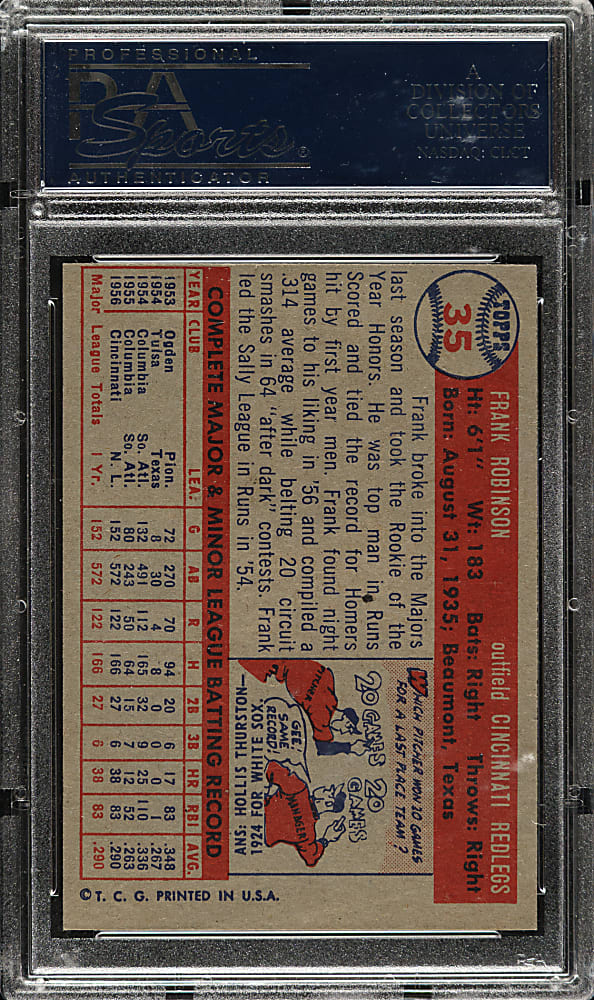 PROFESSIONAL
PSA
Sports®
AUTHENTICATOR
A
DIVISION OF
COLLECTORS
UNIVERSE
NASDAQ: CLCT
TOPPS
35
FRANK ROBINSON outfield CINCINNATI REDLEGS
Ht: 6'1" Wt: 183 Bats: Right Throws: Right
Born: August 31, 1935; Beaumont, Texas
Frank broke into the Majors
last season and took the Rookie of the
Year Honors. He was top man in Runs
Scored and tied the record for Homers
hit by first year men. Frank found night
games to his liking in '56 and compiled a
.314 average while belting 20 circuit
smashes in 64 "after dark" contests. Frank
led the Sally League in Runs in '54.
WHICH PITCHER WON 20 GAMES
FOR A LAST PLACE TEAM?
20 GAMES
20 GAMES
PITCHER
GEE,
SAME
RECORD!
MANAGER
ANS: HOLLIS THURSTON—
1924 FOR WHITE SOX.
COMPLETE MAJOR & MINOR LEAGUE BATTING RECORD
YEAR CLUB LEA. G AB R H 2B 3B HR RBI AVG.
1953 Ogden Pion. 72 270 70 94 20 6 17 83 .348
1954 Tulsa Texas 8 30 4 8 0 0 0 .267
1954 Columbia So. Atl. 132 491 112 165 32 9 25 110 .336
1955 Columbia So. Atl. 80 243 50 64 15 7 12 52 .263
1956 Cincinnati N. L. 152 572 122 166 27 6 38 83 .290
Major League Totals 1 Yr. 152 572 122 166 27 6 38 83 .290
© T. C. G. PRINTED IN U.S.A.